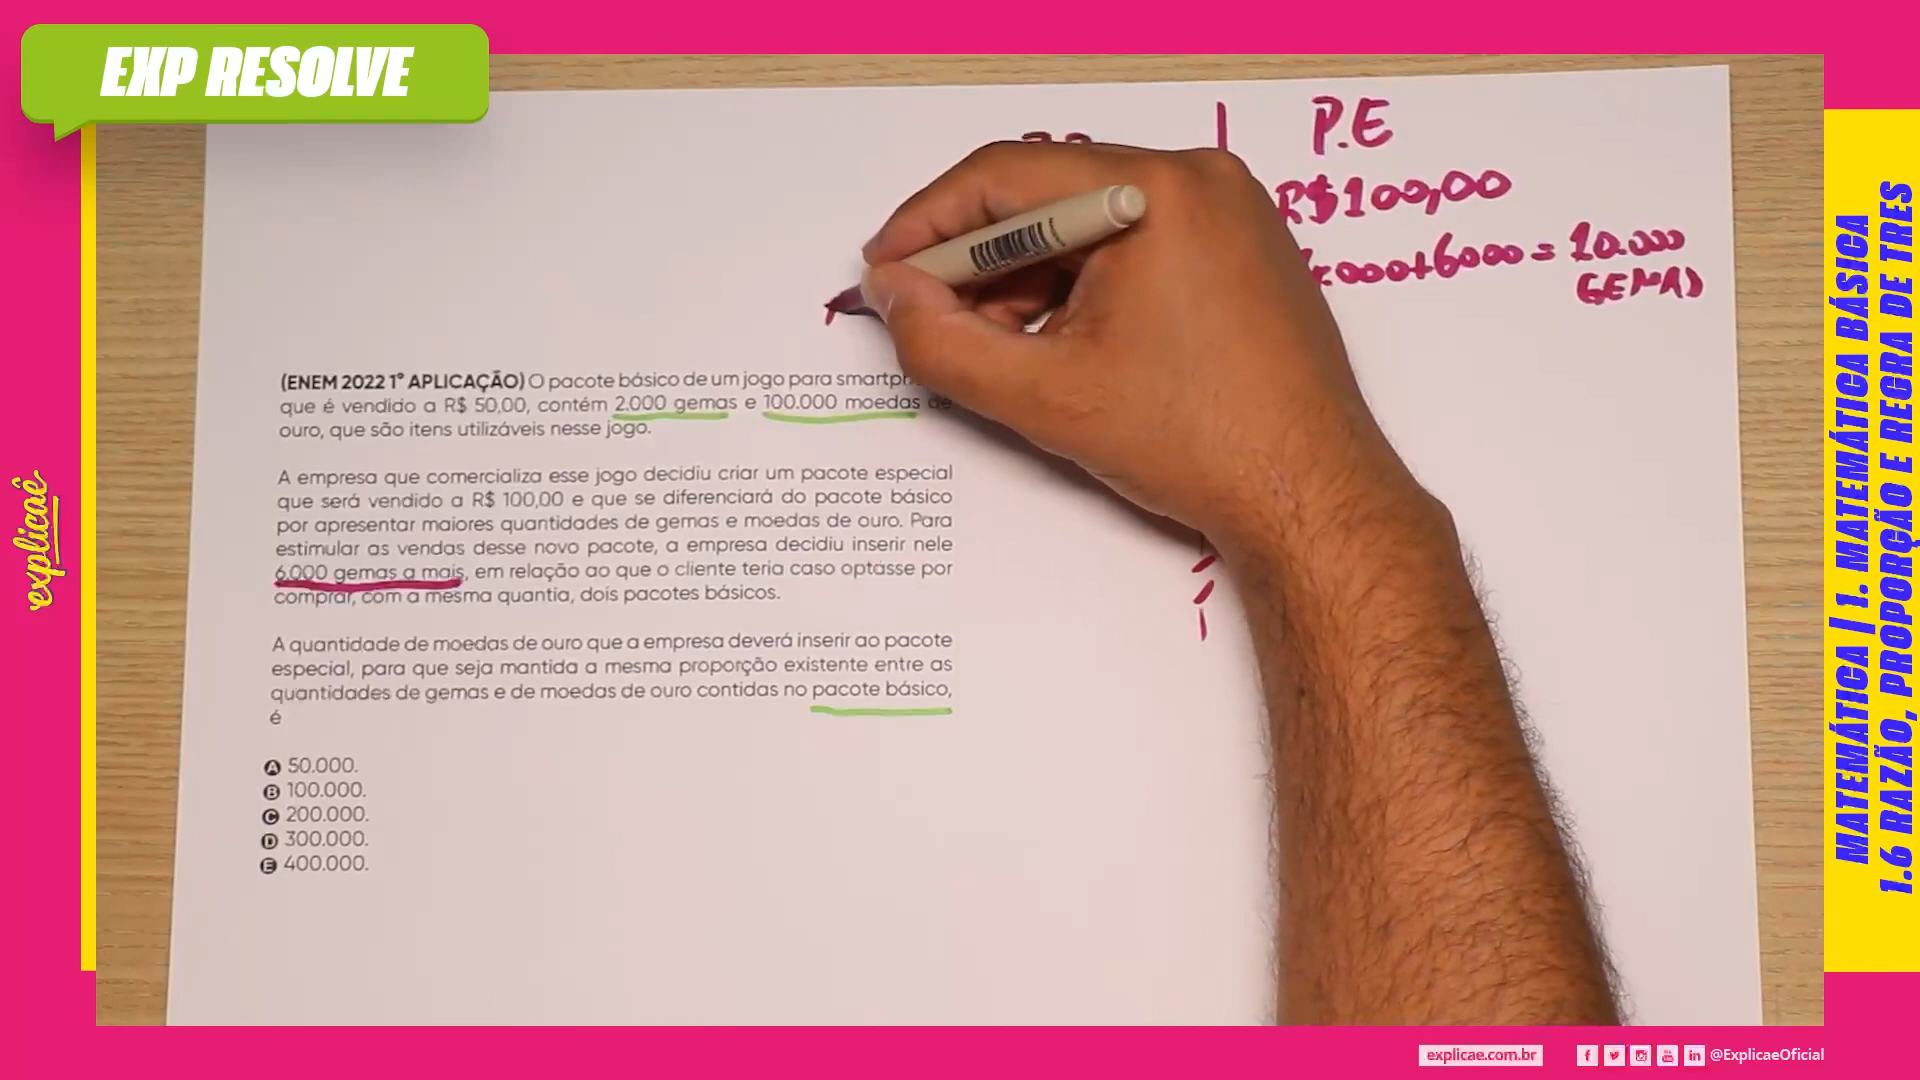 EXP RESOLVE
P.E
R$100,00
4.000+6000 = 10.000
GEMAS
(ENEM 2022 1° APLICAÇÃO) O pacote básico de um jogo para
que é vendido a R$ 50,00, contém 2.000 gemas e 100.000 moedas de
ouro, que são itens utilizáveis nesse jogo.
A empresa que comercializa esse jogo decidiu criar um pacote especial
que será vendido a R$ 100,00 e que se diferenciará do pacote básico
por apresentar maiores quantidades de gemas e moedas de ouro. Para
estimular as vendas desse novo pacote, a empresa decidiu inserir nele
6.000 gemas a mais, em relação ao que o cliente teria caso optasse por
comprar, com a mesma quantia, dois pacotes básicos.
A quantidade de moedas de ouro que a empresa deverá inserir ao pacote
especial, para que seja mantida a mesma proporção existente entre as
quantidades de gemas e de moedas de ouro contidas no pacote básico,
é
A 50.000.
B 100.000.
C 200.000.
D 300.000.
E 400.000.
explicaê
MATEMÁTICA | 1. MATEMÁTICA BÁSICA
1.6 RAZÃO, PROPORÇÃO E REGRA DE TRES
explicae.com.br
@ExplicaeOficial